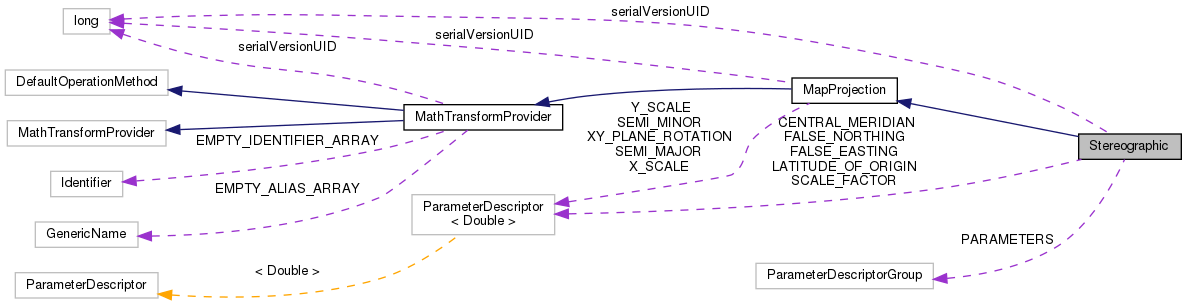 serialVersionUID
long
serialVersionUID
serialVersionUID
DefaultOperationMethod
MapProjection
MathTransformProvider
Y_SCALE
SEMI_MINOR
XY_PLANE_ROTATION
SEMI_MAJOR
X_SCALE
CENTRAL_MERIDIAN
FALSE_NORTHING
FALSE_EASTING
LATITUDE_OF_ORIGIN
SCALE_FACTOR
MathTransformProvider
EMPTY_IDENTIFIER_ARRAY
Stereographic
Identifier
EMPTY_ALIAS_ARRAY
ParameterDescriptor
< Double >
GenericName
PARAMETERS
< Double >
ParameterDescriptorGroup
ParameterDescriptor